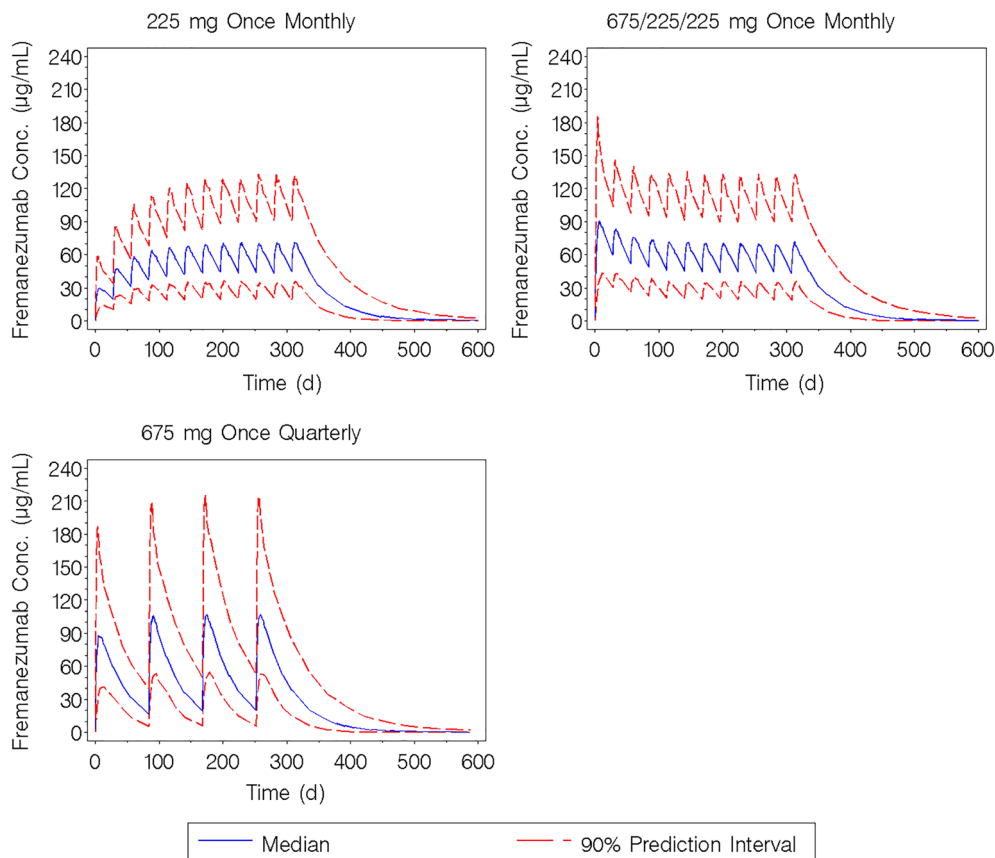 225 mg Once Monthly
Fremanezumab Conc. (µg/mL)
240
210
180
150
120
90
60
30
0
0 100 200 300 400 500 600
Time (d)
675/225/225 mg Once Monthly
Fremanezumab Conc. (µg/mL)
240
210
180
150
120
90
60
30
0
0 100 200 300 400 500 600
Time (d)
675 mg Once Quarterly
Fremanezumab Conc. (µg/mL)
240
210
180
150
120
90
60
30
0
0 100 200 300 400 500 600
Time (d)
Median 90% Prediction Interval